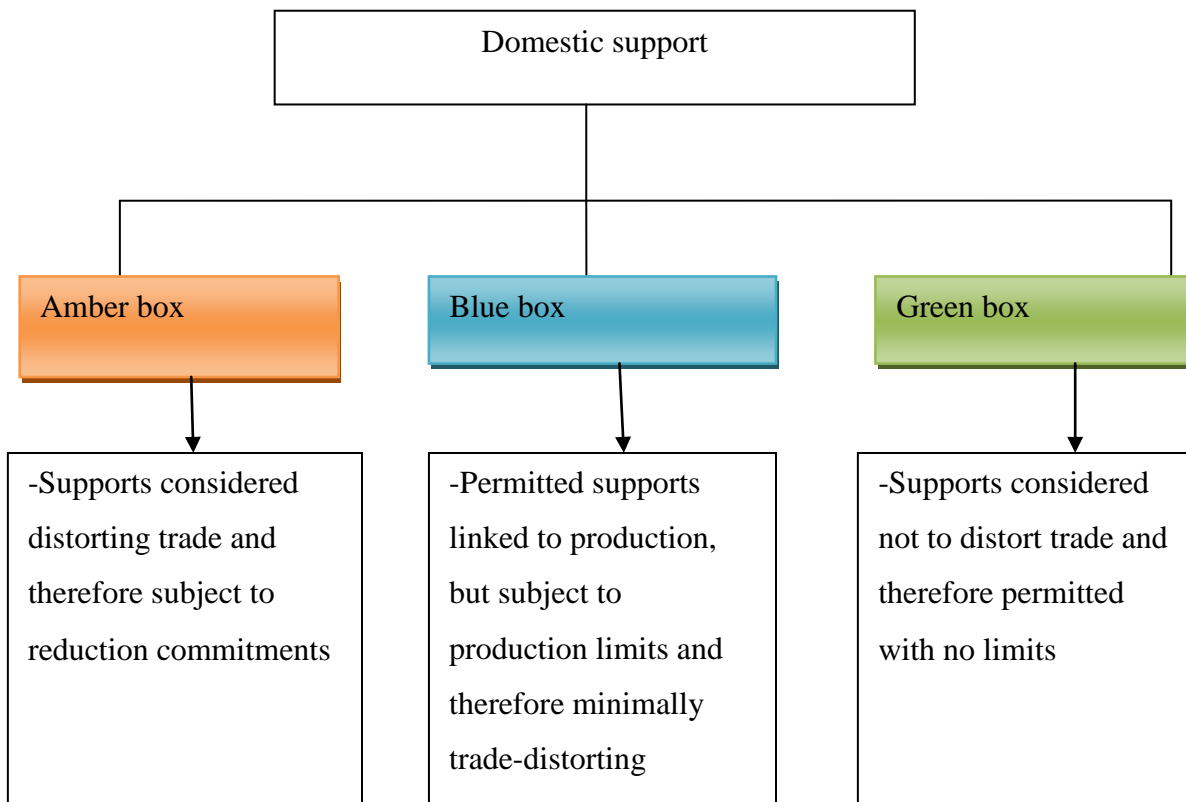 Domestic support
Amber box
Blue box
Green box
-Supports considered
distorting trade and
therefore subject to
reduction commitments
-Permitted supports
linked to production,
but subject to
production limits and
therefore minimally
trade-distorting
-Supports considered
not to distort trade and
therefore permitted
with no limits